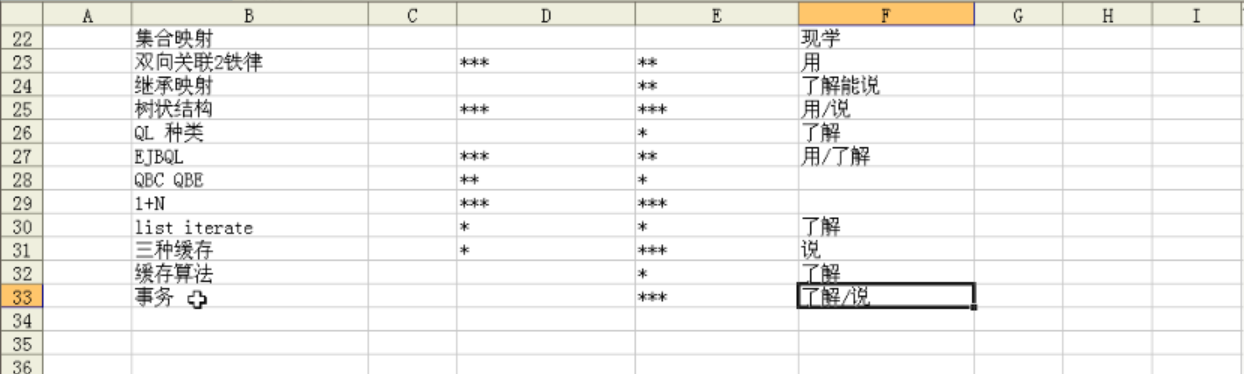 A B C D E F G H I
22 集合映射 现学
23 双向关联2铁律 *** ** 用
24 继承映射 ** 了解能说
25 树状结构 *** *** 用/说
26 QL 种类 * 了解
27 EJBQL *** ** 用/了解
28 QBC QBE ** *
29 1+N *** ***
30 list iterate * * 了解
31 三种缓存 * *** 说
32 缓存算法 * 了解
33 事务 *** 了解/说
34
35
36